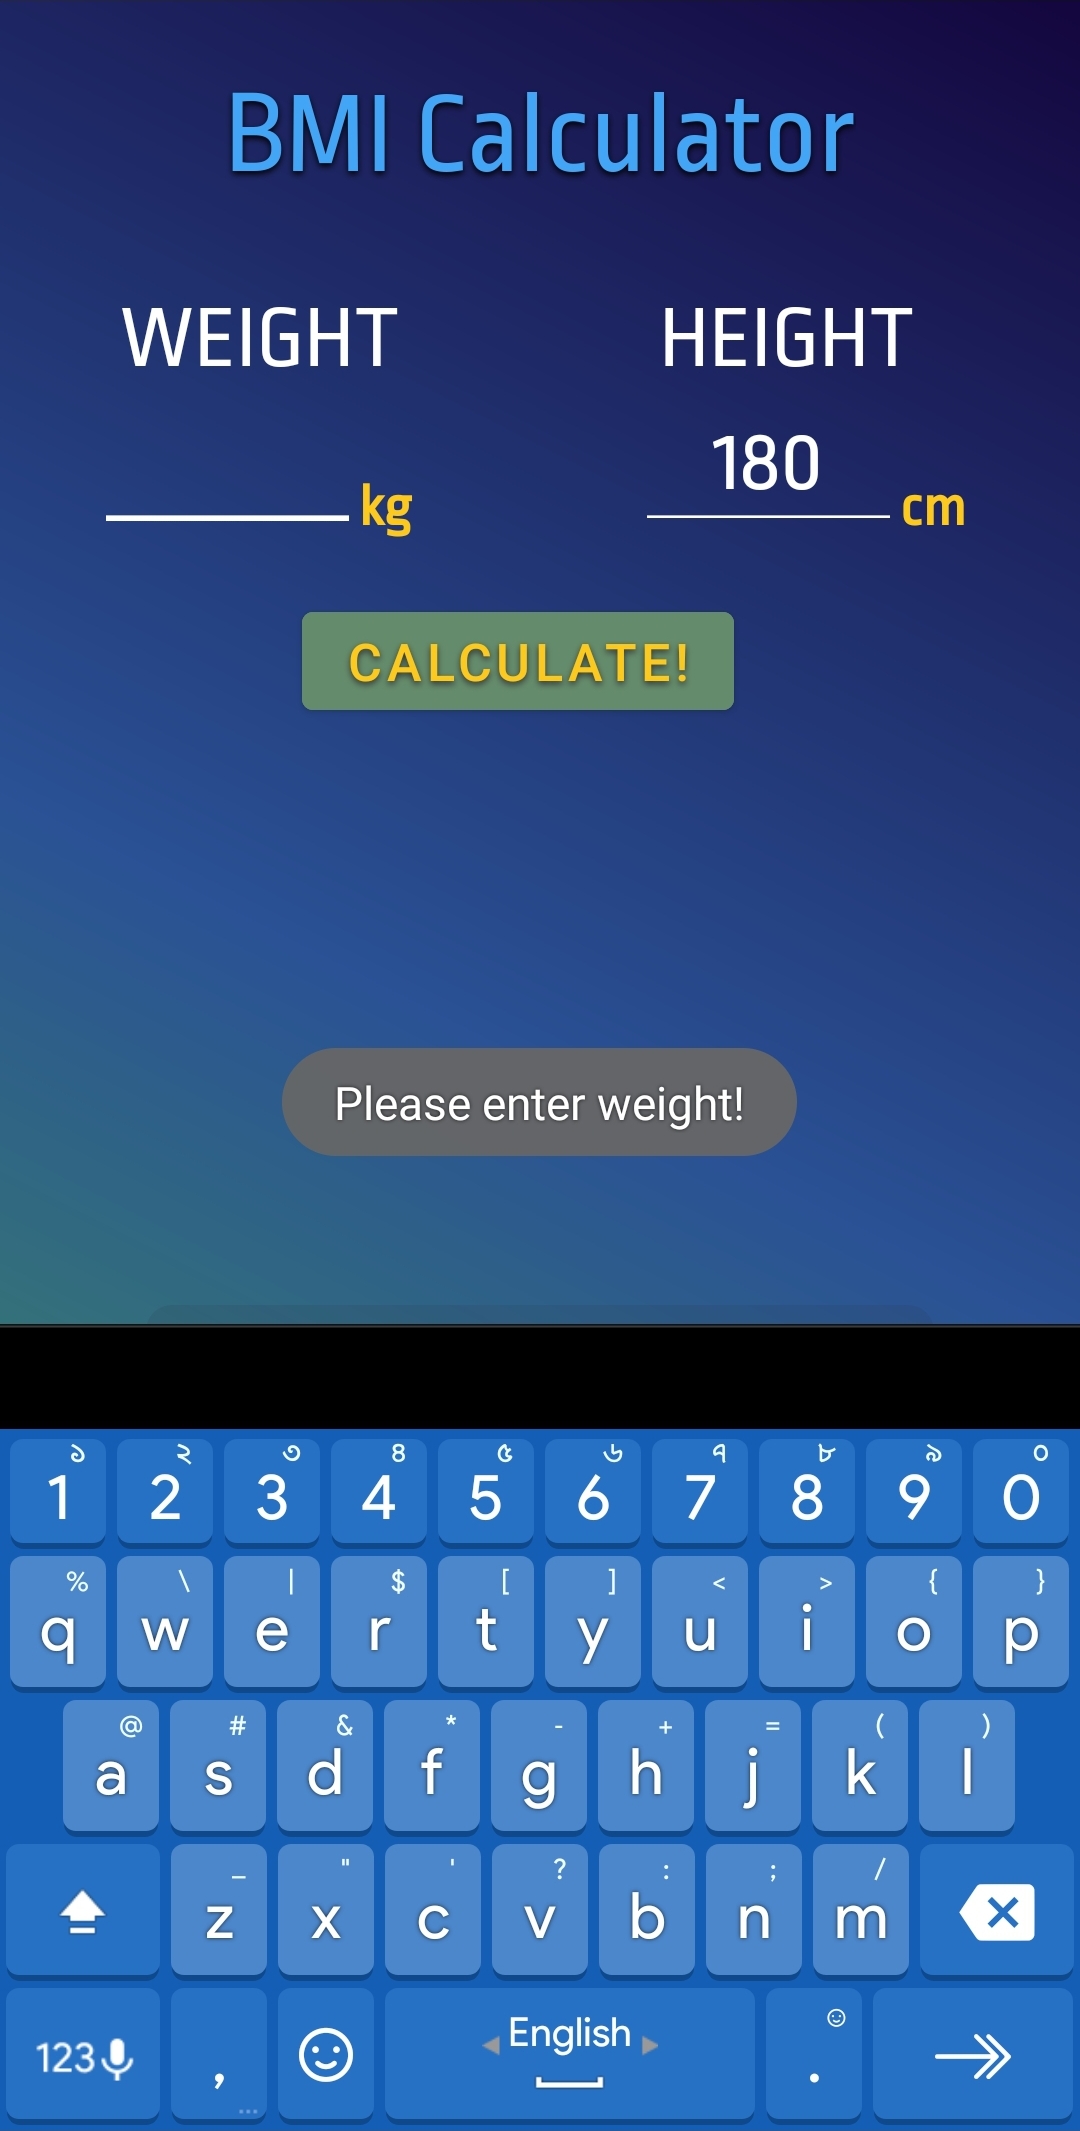 BMI Calculator
WEIGHT HEIGHT
180
kg cm
CALCULATE!
Please enter weight!
১ ২ ৩ ৪ ৫ ৬ ৭ ৮ ৯ ০
1 2 3 4 5 6 7 8 9 0
% \ | $ [ ] < > { }
q w e r t y u i o p
@ # & * - + = ( )
a s d f g h j k l
_ " ' ? : ; /
z x c v b n m
123 , English .
...